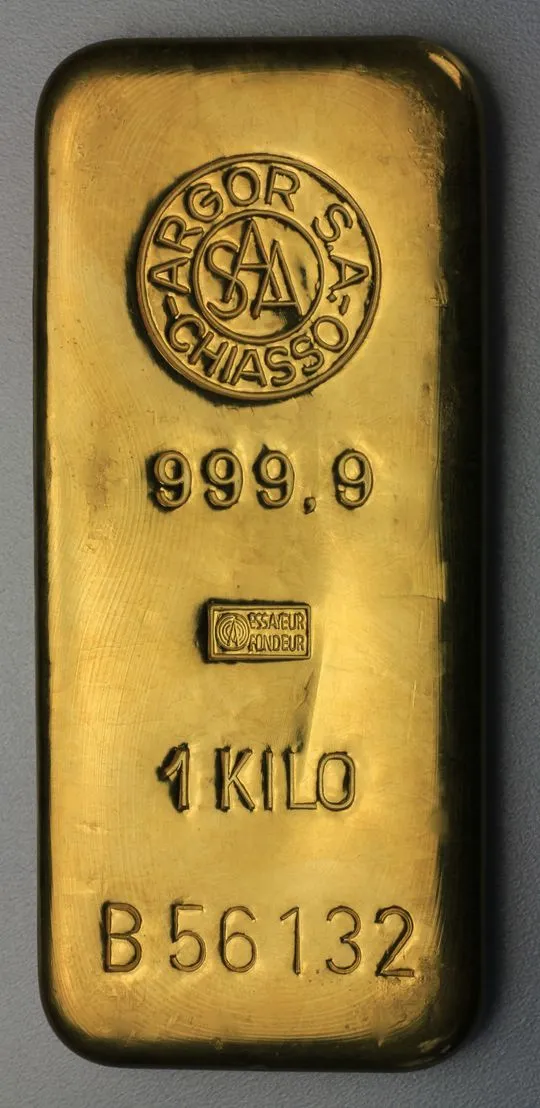 ARGOR S.A.
SAA
-CHIASSO-
999,9
ESSAYEUR
FONDEUR
1 KILO
B 56132